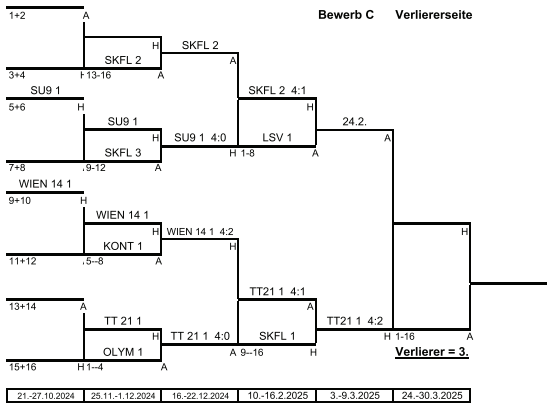 1+2 A Bewerb C Verliererseite
H SKFL 2
SKFL 2 A
3+4 H 13-16 A
SU9 1 SKFL 2 4:1
5+6 H H
SU9 1 24.2.
H SU9 1 4:0 LSV 1 A
SKFL 3 H 1-8 A
7+8 9-12 A
WIEN 14 1
9+10 H
WIEN 14 1 H
H WIEN 14 1 4:2
KONT 1 H
11+12 5--8 A
TT21 1 4:1
13+14 A A
TT 21 1 TT21 1 4:2
H TT 21 1 4:0 SKFL 1 H 1-16 A
OLYM 1 A 9--16 H Verlierer = 3.
15+16 H 1--4 A
21.-27.10.2024 25.11.-1.12.2024 16.-22.12.2024 10.-16.2.2025 3.-9.3.2025 24.-30.3.2025